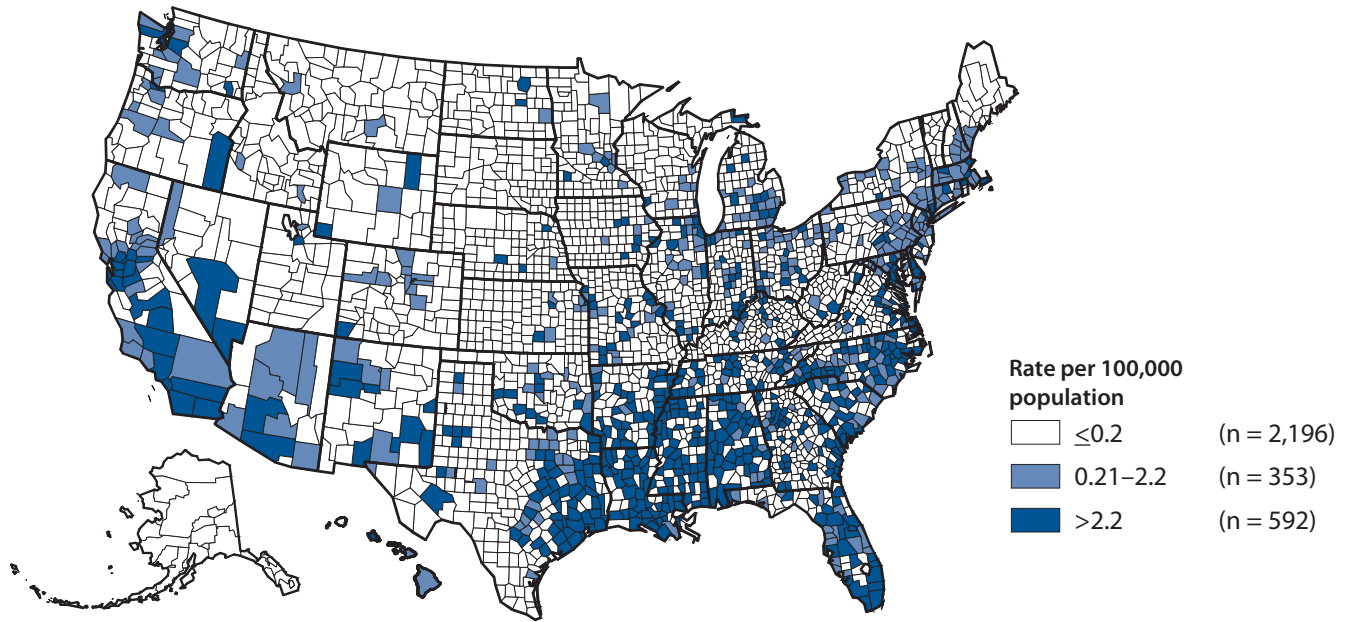 Rate per 100,000
population
≤0.2 (n = 2,196)
0.21–2.2 (n = 353)
>2.2 (n = 592)